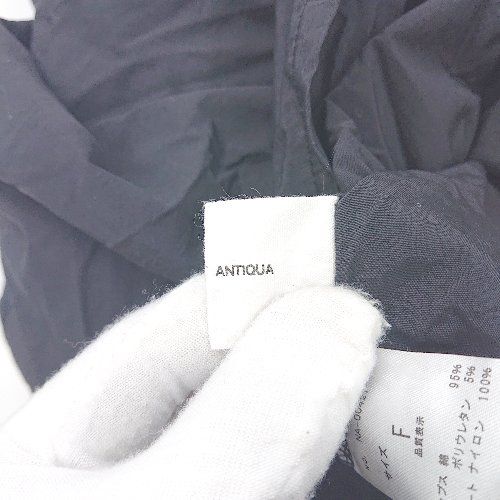 ANTIQUA
サイズ
F
品質表示
綿 95%
ポリウレタン 5%
ナイロン 100%